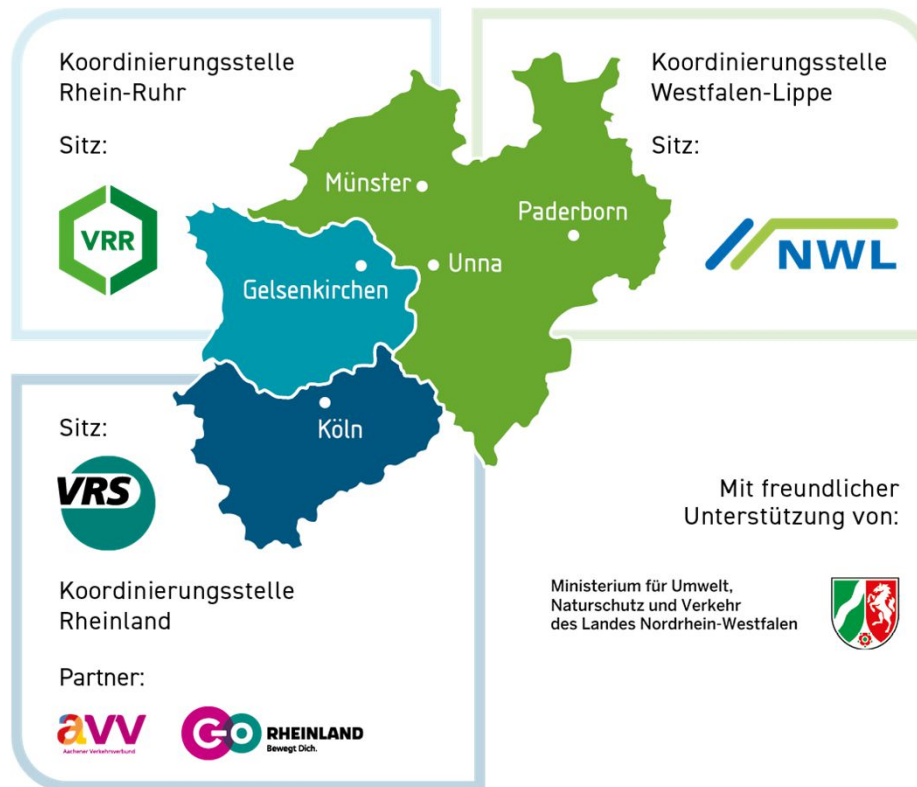 Koordinierungsstelle
Rhein-Ruhr
Sitz:
VRR
Koordinierungsstelle
Westfalen-Lippe
Sitz:
NWL
Münster
Paderborn
Unna
Gelsenkirchen
Köln
Sitz:
VRS
Koordinierungsstelle
Rheinland
Partner:
avv
Aachener Verkehrsverbund
GO RHEINLAND
Bewegt Dich.
Mit freundlicher
Unterstützung von:
Ministerium für Umwelt,
Naturschutz und Verkehr
des Landes Nordrhein-Westfalen